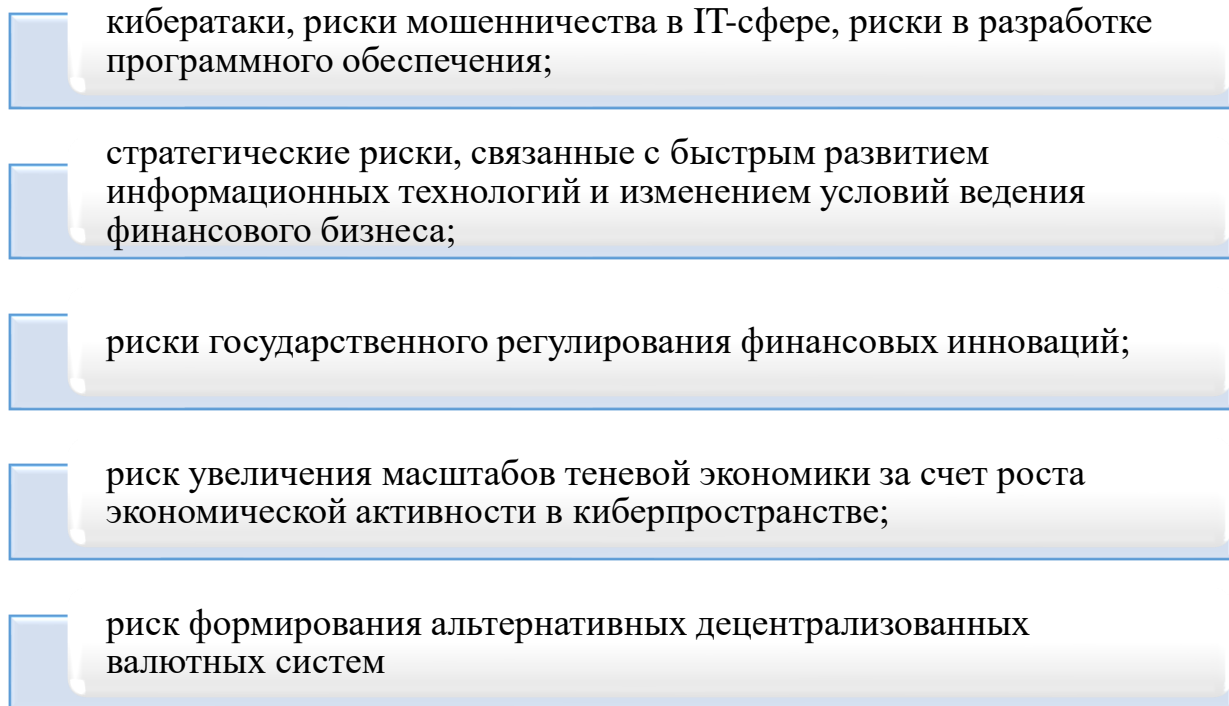 кибератаки, риски мошенничества в IT-сфере, риски в разработке
программного обеспечения;
стратегические риски, связанные с быстрым развитием
информационных технологий и изменением условий ведения
финансового бизнеса;
риски государственного регулирования финансовых инноваций;
риск увеличения масштабов теневой экономики за счет роста
экономической активности в киберпространстве;
риск формирования альтернативных децентрализованных
валютных систем